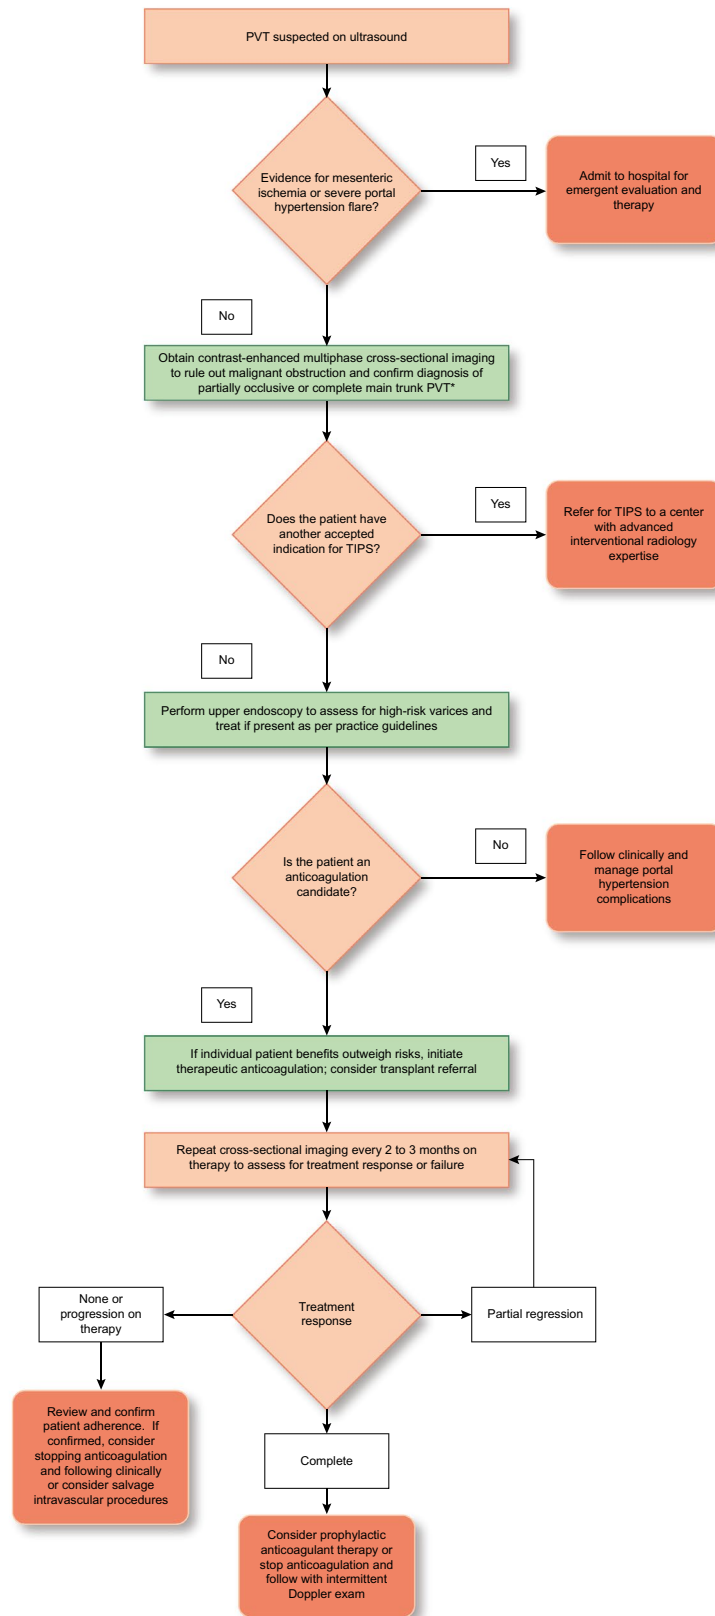 PVT suspected on ultrasound
Evidence for mesenteric
ischemia or severe portal
hypertension flare?
Yes
Admit to hospital for
emergent evaluation and
therapy
No
Obtain contrast-enhanced multiphase cross-sectional imaging
to rule out malignant obstruction and confirm diagnosis of
partially occlusive or complete main trunk PVT*
Does the patient have
another accepted
indication for TIPS?
Yes
Refer for TIPS to a center
with advanced
interventional radiology
expertise
No
Perform upper endoscopy to assess for high-risk varices and
treat if present as per practice guidelines
Is the patient an
anticoagulation
candidate?
No
Follow clinically and
manage portal
hypertension
complications
Yes
If individual patient benefits outweigh risks, initiate
therapeutic anticoagulation; consider transplant referral
Repeat cross-sectional imaging every 2 to 3 months on
therapy to assess for treatment response or failure
Treatment
response
None or
progression on
therapy
Partial regression
Review and confirm
patient adherence. If
confirmed, consider
stopping anticoagulation
and following clinically
or consider salvage
intravascular procedures
Complete
Consider prophylactic
anticoagulant therapy or
stop anticoagulation and
follow with intermittent
Doppler exam